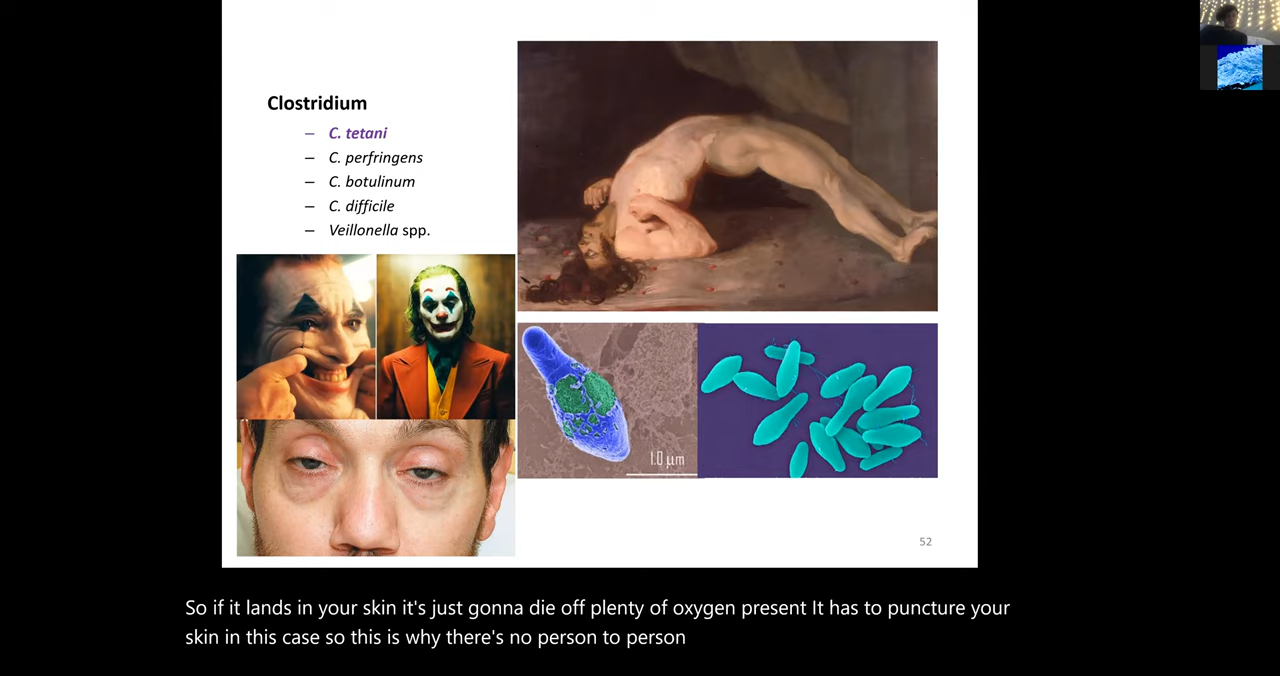 Clostridium
– C. tetani
– C. perfringens
– C. botulinum
– C. difficile
– Veillonella spp.
1.0 µm
52
So if it lands in your skin it's just gonna die off plenty of oxygen present It has to puncture your
skin in this case so this is why there's no person to person